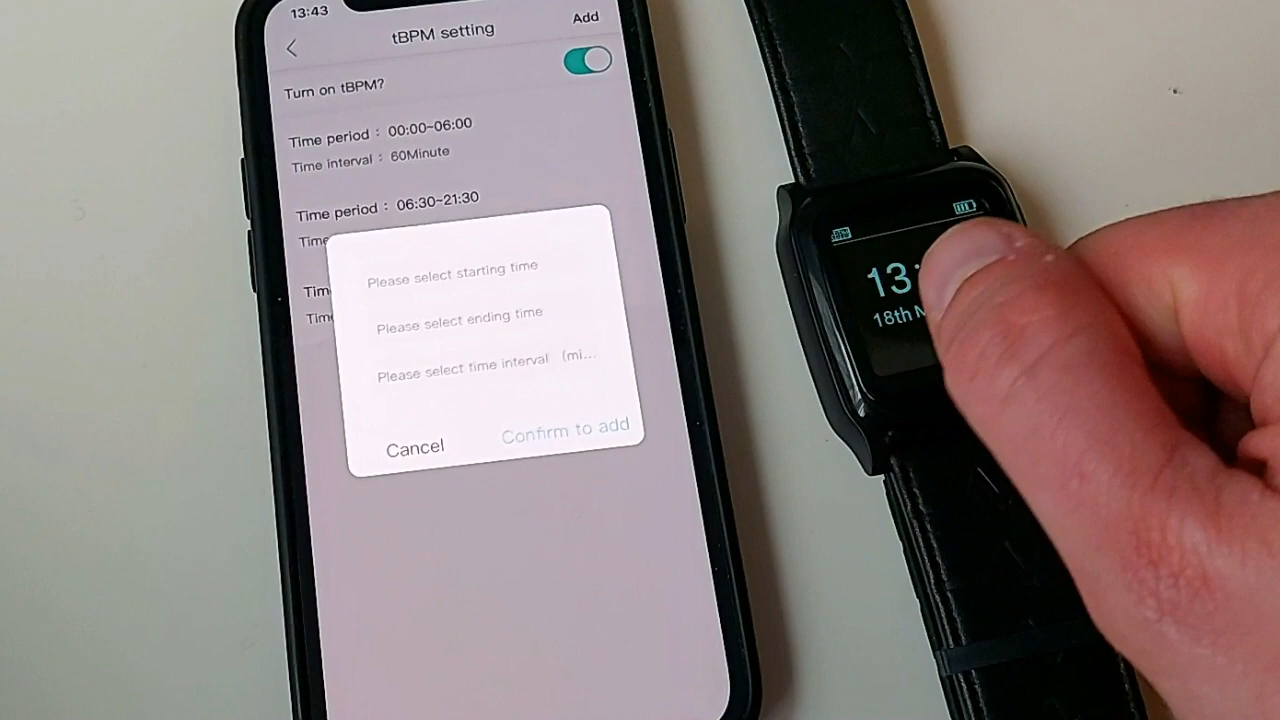 13:43
tBPM setting
Add
Turn on tBPM?
Time period : 00:00~06:00
Time interval : 60Minute
Time period : 06:30~21:30
Please select starting time
Please select ending time
Please select time interval (mi...
Cancel
Confirm to add
13:
18th